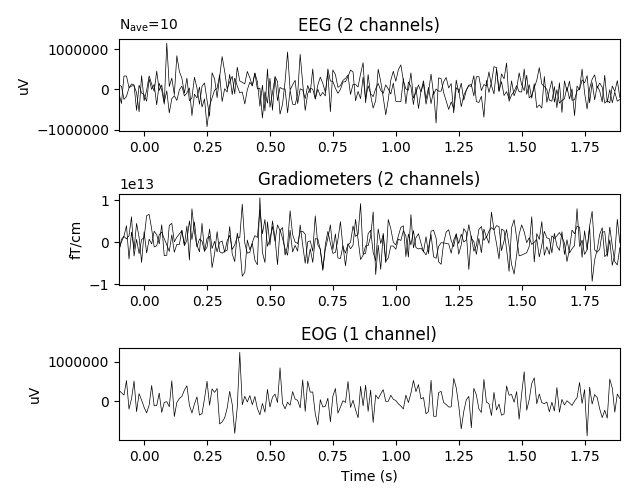 N_ave=10
EEG (2 channels)
uV
1000000
0
−1000000
0.00 0.25 0.50 0.75 1.00 1.25 1.50 1.75
1e13
Gradiometers (2 channels)
fT/cm
1
0
−1
0.00 0.25 0.50 0.75 1.00 1.25 1.50 1.75
EOG (1 channel)
uV
1000000
0
0.00 0.25 0.50 0.75 1.00 1.25 1.50 1.75
Time (s)